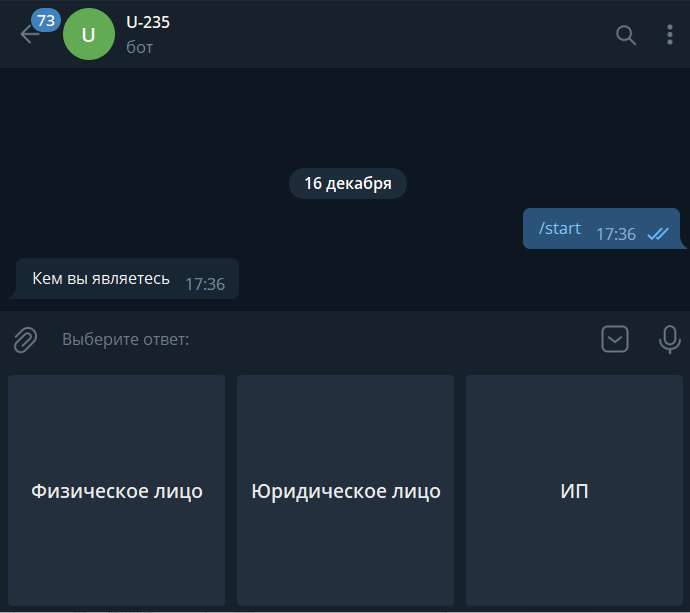 73
U
U-235
бот
16 декабря
/start 17:36
Кем вы являетесь 17:36
Выберите ответ:
Физическое лицо
Юридическое лицо
ИП